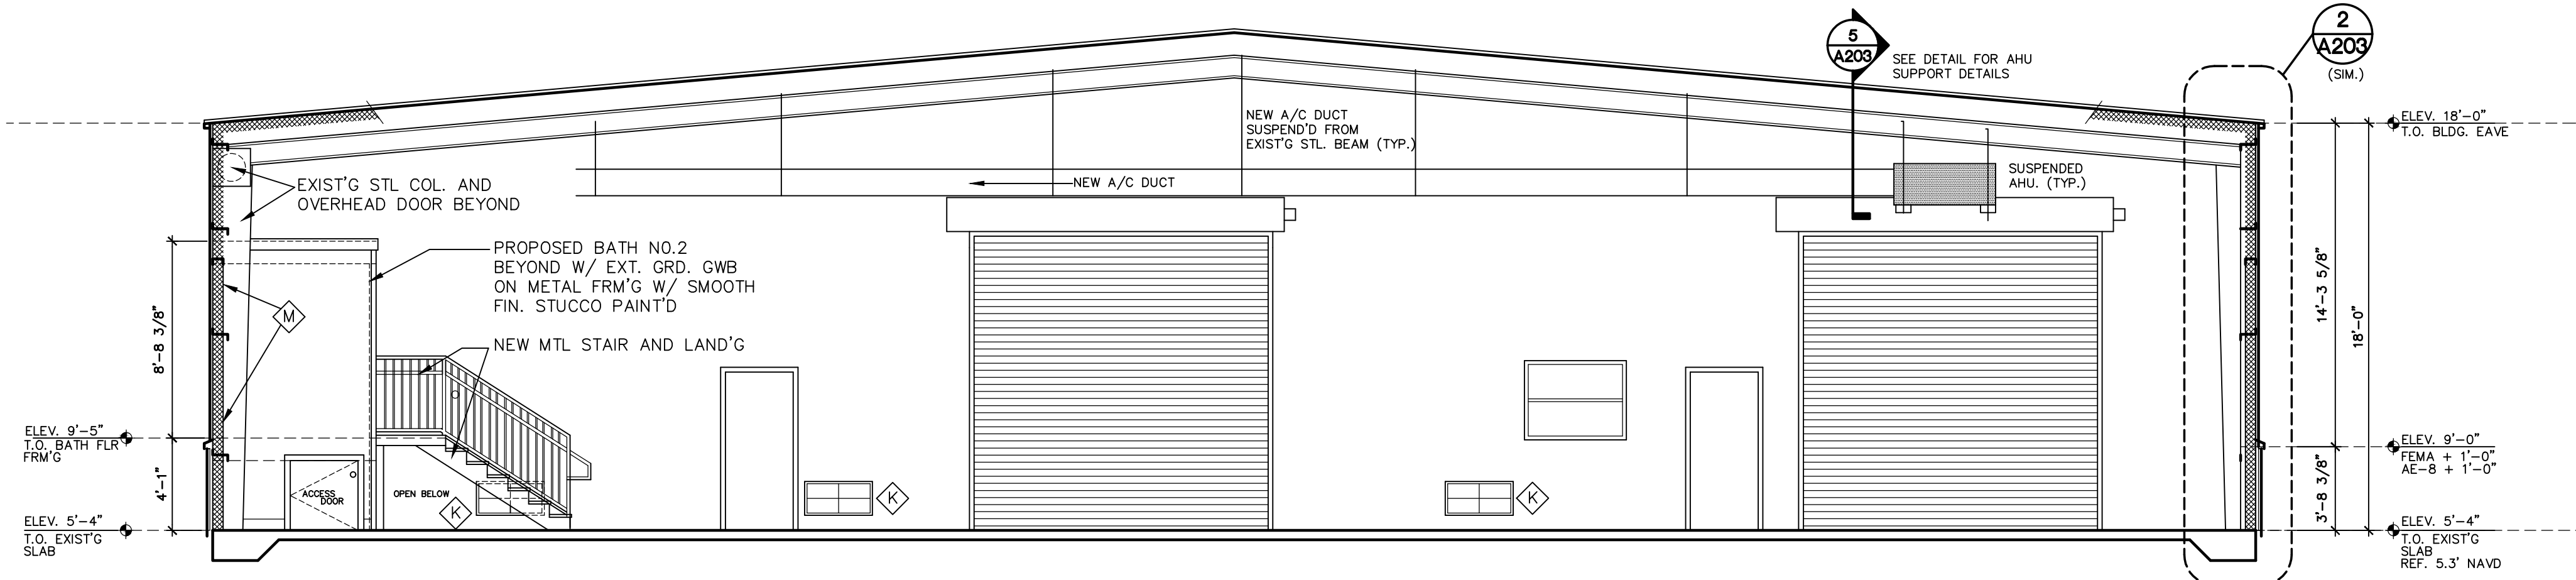 5
A203
SEE DETAIL FOR AHU
SUPPORT DETAILS
2
A203
(SIM.)
NEW A/C DUCT
SUSPEND'D FROM
EXIST'G STL. BEAM (TYP.)
ELEV. 18'-0"
T.O. BLDG. EAVE
EXIST'G STL COL. AND
OVERHEAD DOOR BEYOND
NEW A/C DUCT
SUSPENDED
AHU. (TYP.)
PROPOSED BATH NO.2
BEYOND W/ EXT. GRD. GWB
ON METAL FRM'G W/ SMOOTH
FIN. STUCCO PAINT'D
M
NEW MTL STAIR AND LAND'G
8'-8 3/8"
14'-3 5/8"
18'-0"
ELEV. 9'-5"
T.O. BATH FLR
FRM'G
4'-1"
ELEV. 9'-0"
FEMA + 1'-0"
AE-8 + 1'-0"
3'-8 3/8"
ACCESS
DOOR
OPEN BELOW
K
K
K
ELEV. 5'-4"
T.O. EXIST'G
SLAB
ELEV. 5'-4"
T.O. EXIST'G
SLAB
REF. 5.3' NAVD